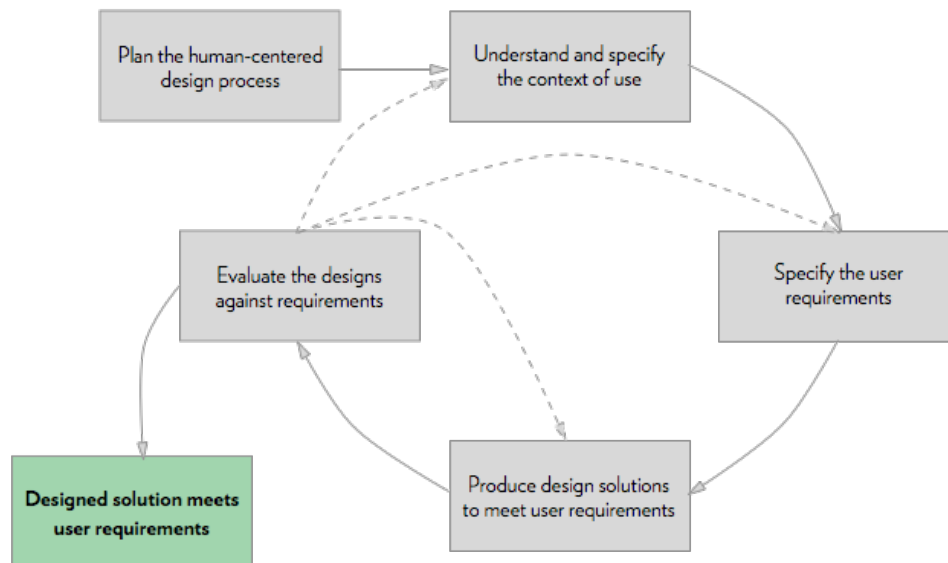 Plan the human-centered
design process
Understand and specify
the context of use
Specify the user
requirements
Produce design solutions
to meet user requirements
Evaluate the designs
against requirements
Designed solution meets
user requirements